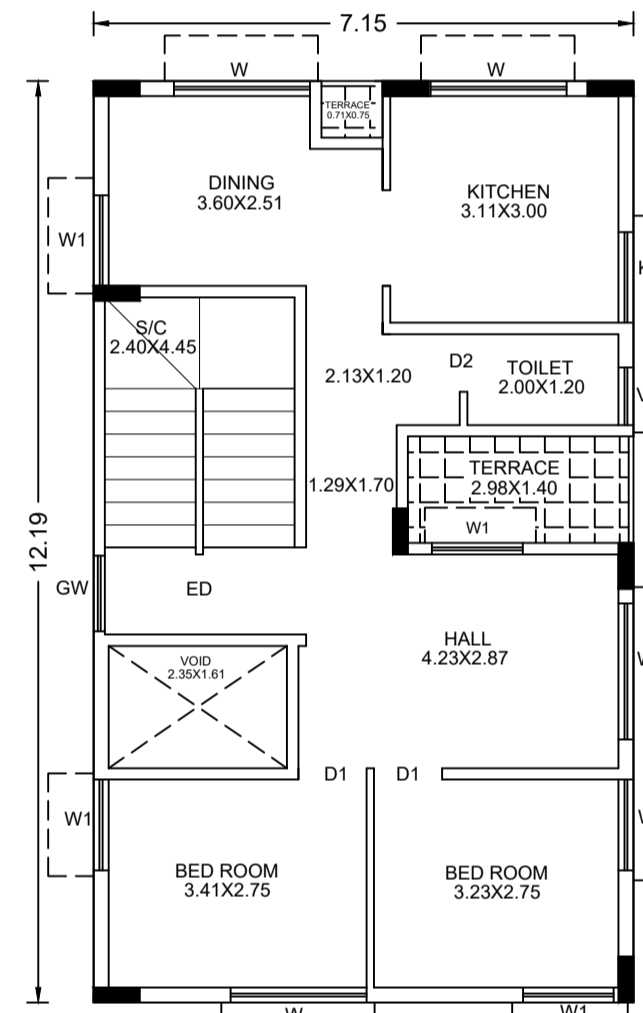 7.15
W
W
TERRACE
0.71X0.75
DINING
3.60X2.51
KITCHEN
3.11X3.00
W1
S/C
2.40X4.45
2.13X1.20
D2
TOILET
2.00X1.20
1.29X1.70
TERRACE
2.98X1.40
W1
12.19
GW
ED
HALL
4.23X2.87
VOID
2.35X1.61
D1
D1
W1
BED ROOM
3.41X2.75
BED ROOM
3.23X2.75
W1